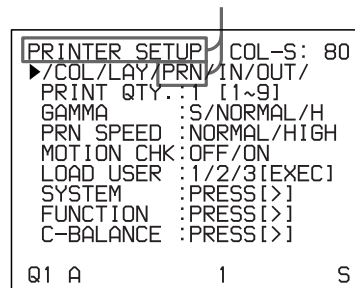 PRINTER SETUP COL-S: 80
▶/COL/LAY/PRN/IN/OUT/
PRINT QTY.:1 [1~9]
GAMMA :S/NORMAL/H
PRN SPEED :NORMAL/HIGH
MOTION CHK:OFF/ON
LOAD USER :1/2/3[EXEC]
SYSTEM :PRESS[>]
FUNCTION :PRESS[>]
C-BALANCE :PRESS[>]
Q1 A 1 S